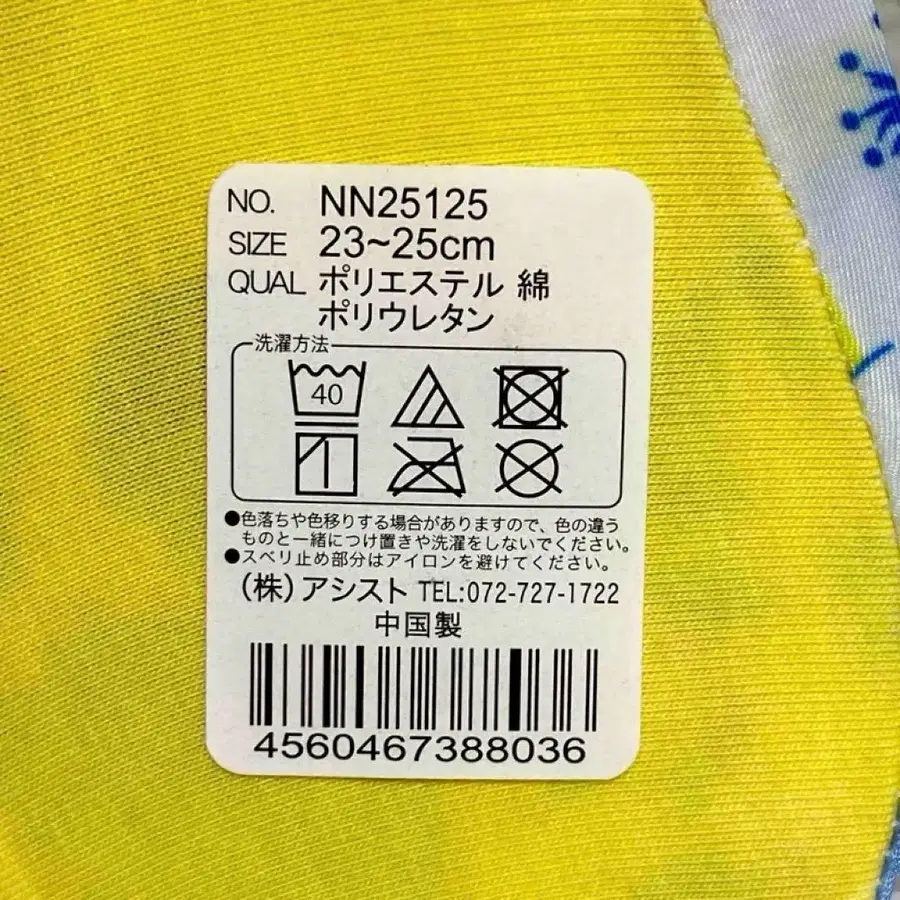 NO. NN25125
SIZE 23~25cm
QUAL ポリエステル 綿
ポリウレタン
洗濯方法
40
●色落ちや色移りする場合がありますので、色の違う
ものと一緒につけ置きや洗濯をしないでください。
●スベリ止め部分はアイロンを避けてください。
(株)アシスト TEL:072-727-1722
中国製
4560467388036